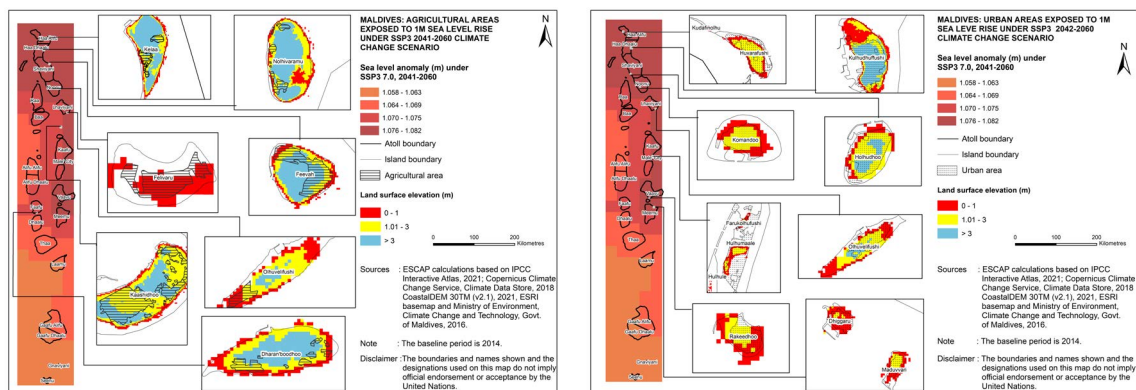 MALDIVES: AGRICULTURAL AREAS
EXPOSED TO 1M SEA LEVEL RISE
UNDER SSP3 2041-2060 CLIMATE
CHANGE SCENARIO
N
Sea level anomaly (m) under
SSP3 7.0, 2041-2060
1.058 - 1.063
1.064 - 1.069
1.070 - 1.075
1.076 - 1.082
Atoll boundary
Island boundary
Agricultural area
Land surface elevation (m)
0 - 1
1.01 - 3
> 3
0 50 100 200
Kilometres
Sources : ESCAP calculations based on IPCC
Interactive Atlas, 2021; Copernicus Climate
Change Service, Climate Data Store, 2018
CoastalDEM 30TM (v2.1), 2021, ESRI
basemap and Ministry of Environment,
Climate Change and Technology, Govt.
of Maldives, 2016.
Note : The baseline period is 2014.
Disclaimer : The boundaries and names shown and the
designations used on this map do not imply
official endorsement or acceptance by the
United Nations.
Kelaa
Nolhivaramu
Felivaru
Feevah
Kaashidhoo
Olhuvelifushi
Dharan'boodhoo
MALDIVES: URBAN AREAS
EXPOSED TO 1M
SEA LEVE RISE UNDER SSP3 2042-2060
CLIMATE CHANGE SCENARIO
N
Sea level anomaly (m) under
SSP3 7.0, 2041-2060
1.058 - 1.063
1.064 - 1.069
1.070 - 1.075
1.076 - 1.082
Atoll boundary
Island boundary
Urban area
Land surface elevation (m)
0 - 1
1.01 - 3
> 3
0 50 100 200
Kilometres
Sources : ESCAP calculations based on IPCC
Interactive Atlas, 2021; Copernicus Climate
Change Service, Climate Data Store, 2018
CoastalDEM 30TM (v2.1), 2021, ESRI
basemap and Ministry of Environment,
Climate Change and Technology, Govt.
of Maldives, 2016.
Note : The baseline period is 2014.
Disclaimer : The boundaries and names shown and the
designations used on this map do not imply
official endorsement or acceptance by the
United Nations.
Huvarafushi
Kulhudhuffushi
Komandoo
Holhudhoo
Farukolhufushi
Hulhumaale
Hulhule
Olhuvelifushi
Rakeedhoo
Dhiggaru
Maduvvari